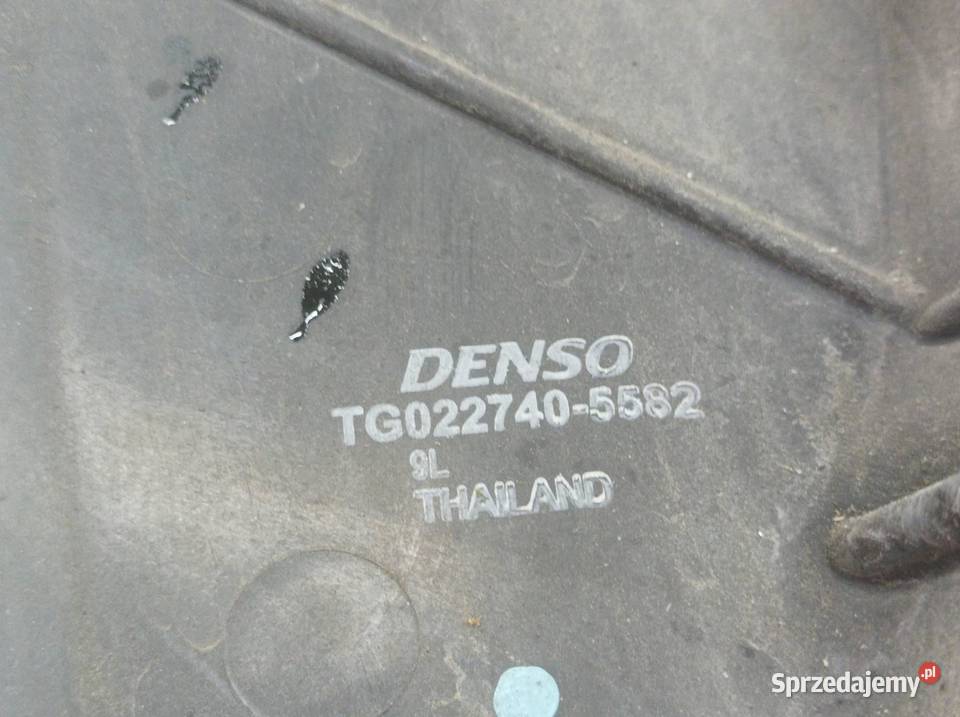 DENSO
TG022740-5582
9L
THAILAND
Sprzedajemy.pl